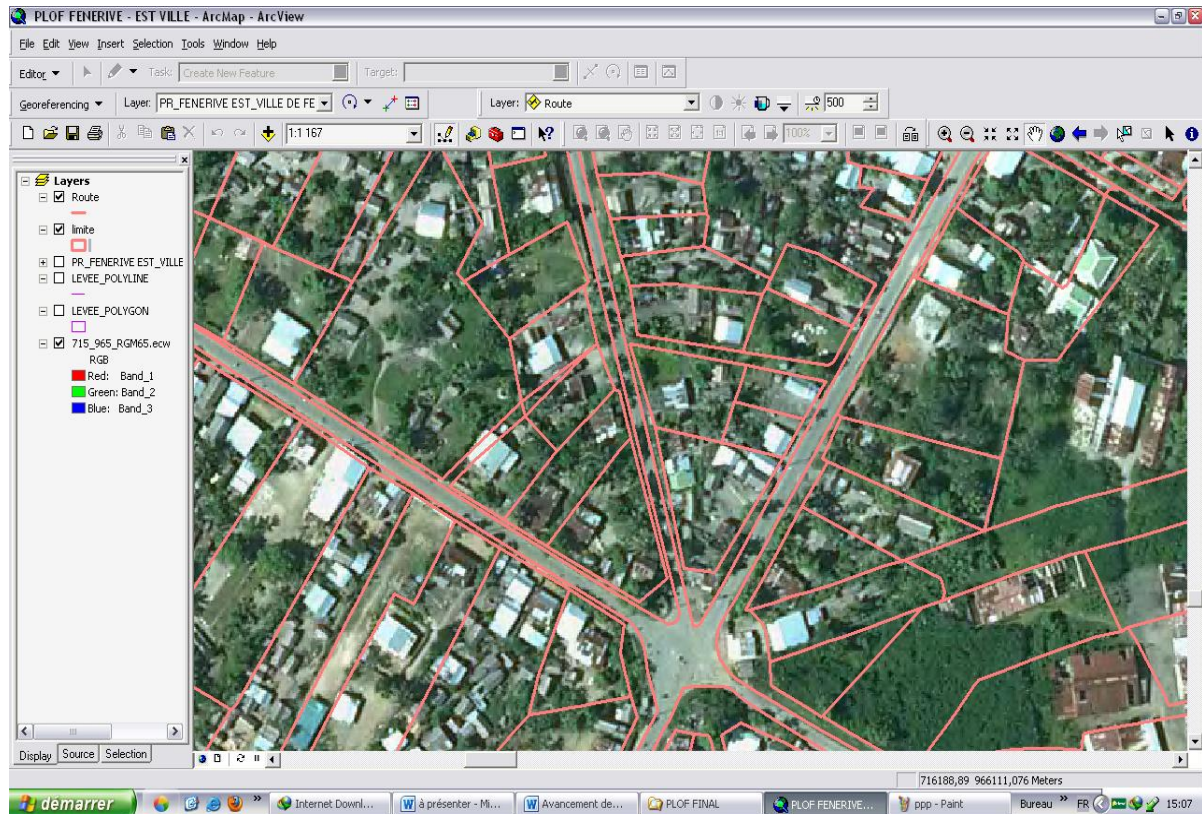 PLOF FENERIVE - EST VILLE - ArcMap - ArcView
File Edit View Insert Selection Tools Window Help
Editor Task: Create New Feature Target:
Georeferencing Layer: PR_FENERIVE EST_VILLE DE FE Layer: Route 500
1:1 167 100%
Layers
Route
limite
PR_FENERIVE EST_VILLE
LEVEE_POLYLINE
LEVEE_POLYGON
715_965_RGM65.ecw
RGB
Red: Band_1
Green: Band_2
Blue: Band_3
Display Source Selection
716188,89 966111,076 Meters
démarrer Internet Downl... à présenter - Mi... Avancement de... PLOF FINAL PLOF FENERIVE... ppp - Paint Bureau FR 15:07